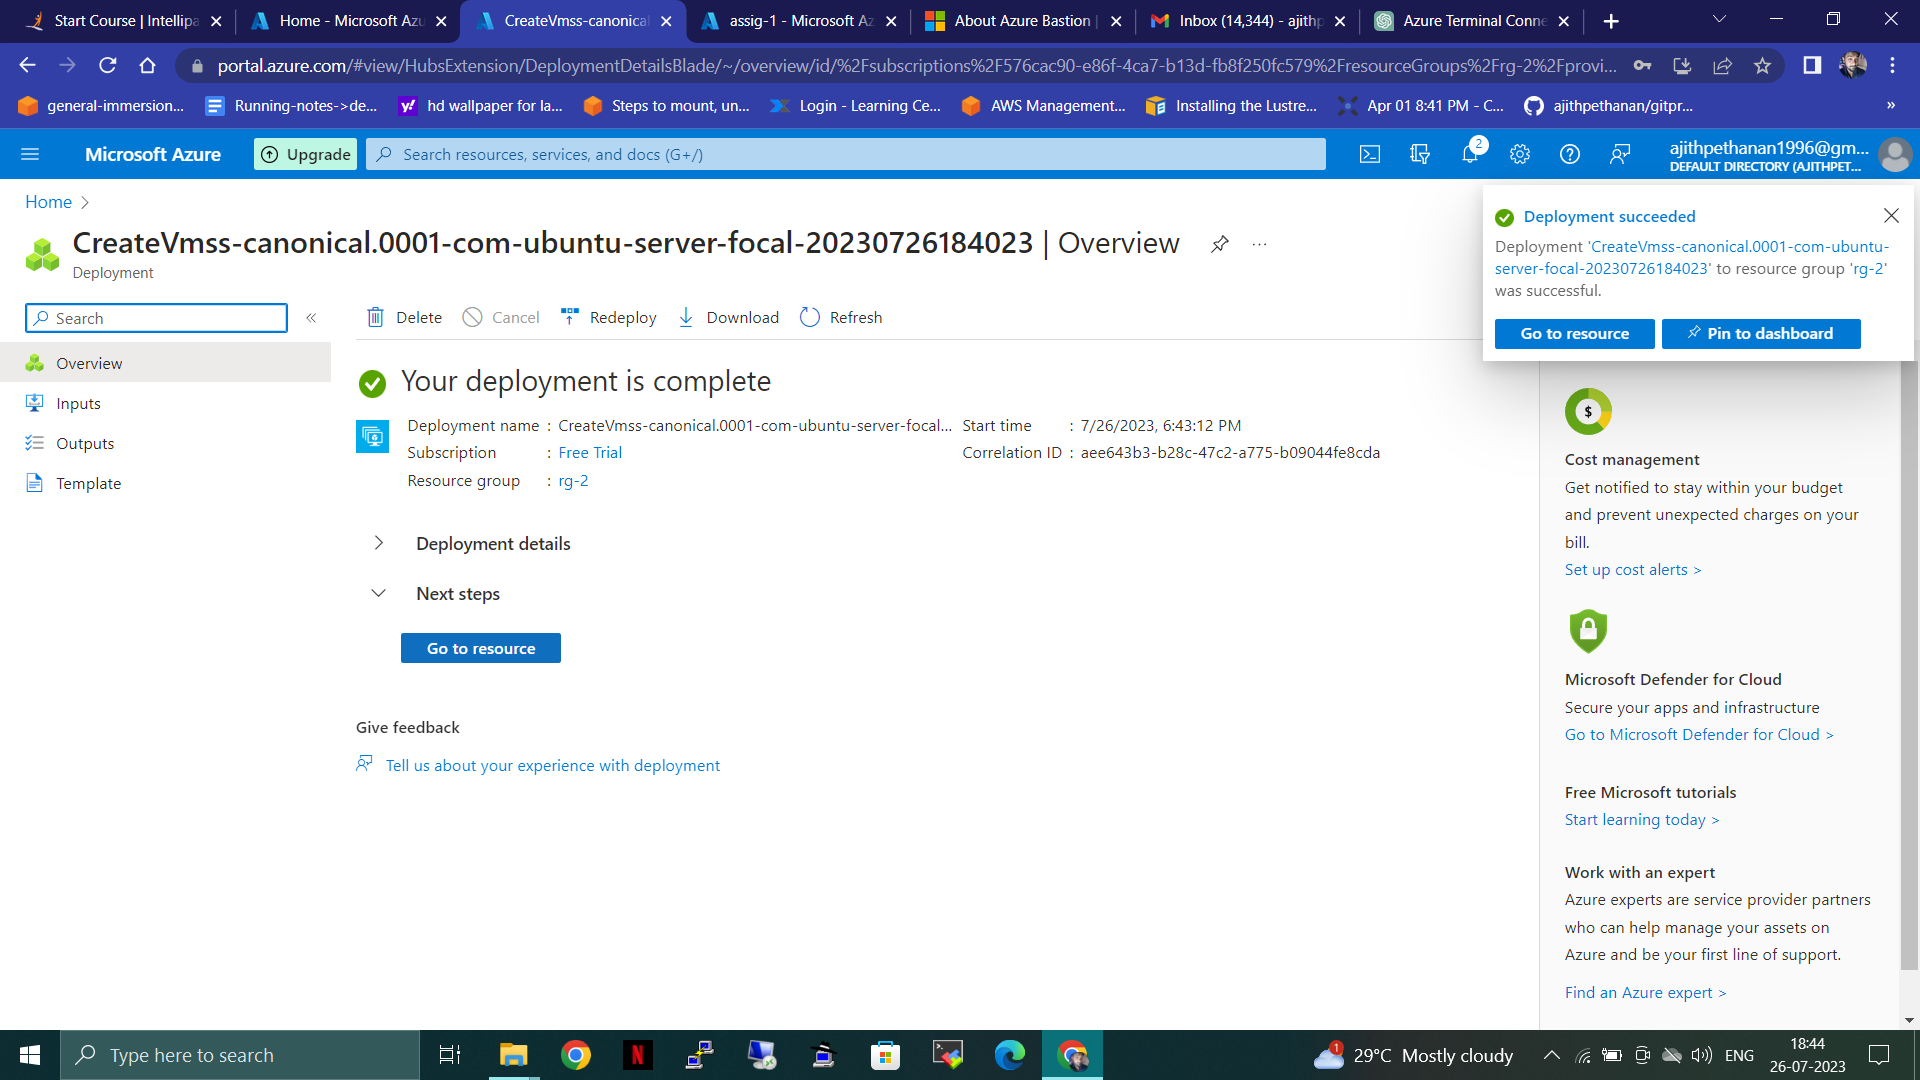 Start Course | Intellipa
Home - Microsoft Azu
CreateVmss-canonical
assig-1 - Microsoft Az
About Azure Bastion |
Inbox (14,344) - ajithp
Azure Terminal Conne
portal.azure.com/#view/HubsExtension/DeploymentDetailsBlade/~/overview/id/%2Fsubscriptions%2F576cac90-e86f-4ca7-b13d-fb8f250fc579%2FresourceGroups%2Frg-2%2Fprovi...
general-immersion...
Running-notes->de...
hd wallpaper for la...
Steps to mount, un...
Login - Learning Ce...
AWS Management...
Installing the Lustre...
Apr 01 8:41 PM - C...
ajithpethanan/gitpr...
»
Microsoft Azure
Upgrade
Search resources, services, and docs (G+/)
2
ajithpethanan1996@gm...
DEFAULT DIRECTORY (AJITHPET...
Home
CreateVmss-canonical.0001-com-ubuntu-server-focal-20230726184023 | Overview
Deployment
Search
Delete
Cancel
Redeploy
Download
Refresh
Overview
Inputs
Outputs
Template
Your deployment is complete
Deployment name : CreateVmss-canonical.0001-com-ubuntu-server-focal...
Subscription : Free Trial
Resource group : rg-2
Start time : 7/26/2023, 6:43:12 PM
Correlation ID : aee643b3-b28c-47c2-a775-b09044fe8cda
Deployment details
Next steps
Go to resource
Give feedback
Tell us about your experience with deployment
Deployment succeeded
Deployment 'CreateVmss-canonical.0001-com-ubuntu-
server-focal-20230726184023' to resource group 'rg-2'
was successful.
Go to resource
Pin to dashboard
$
Cost management
Get notified to stay within your budget
and prevent unexpected charges on your
bill.
Set up cost alerts >
Microsoft Defender for Cloud
Secure your apps and infrastructure
Go to Microsoft Defender for Cloud >
Free Microsoft tutorials
Start learning today >
Work with an expert
Azure experts are service provider partners
who can help manage your assets on
Azure and be your first line of support.
Find an Azure expert >
Type here to search
N
1
29°C Mostly cloudy
ENG
18:44
26-07-2023